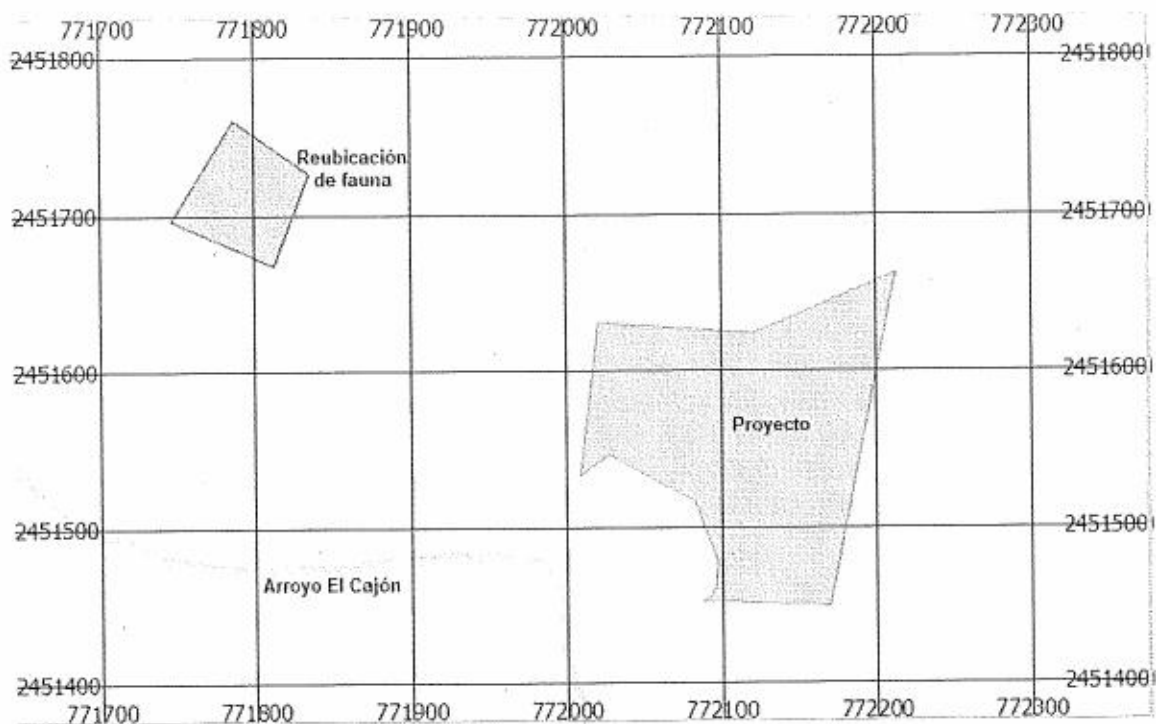 771700 771800 771900 772000 772100 772200 772300
2451800 2451800
Reubicación
de fauna
2451700 2451700
2451600 2451600
Proyecto
2451500 2451500
Arroyo El Cajón
2451400 2451400
771700 771800 771900 772000 772100 772200 772300